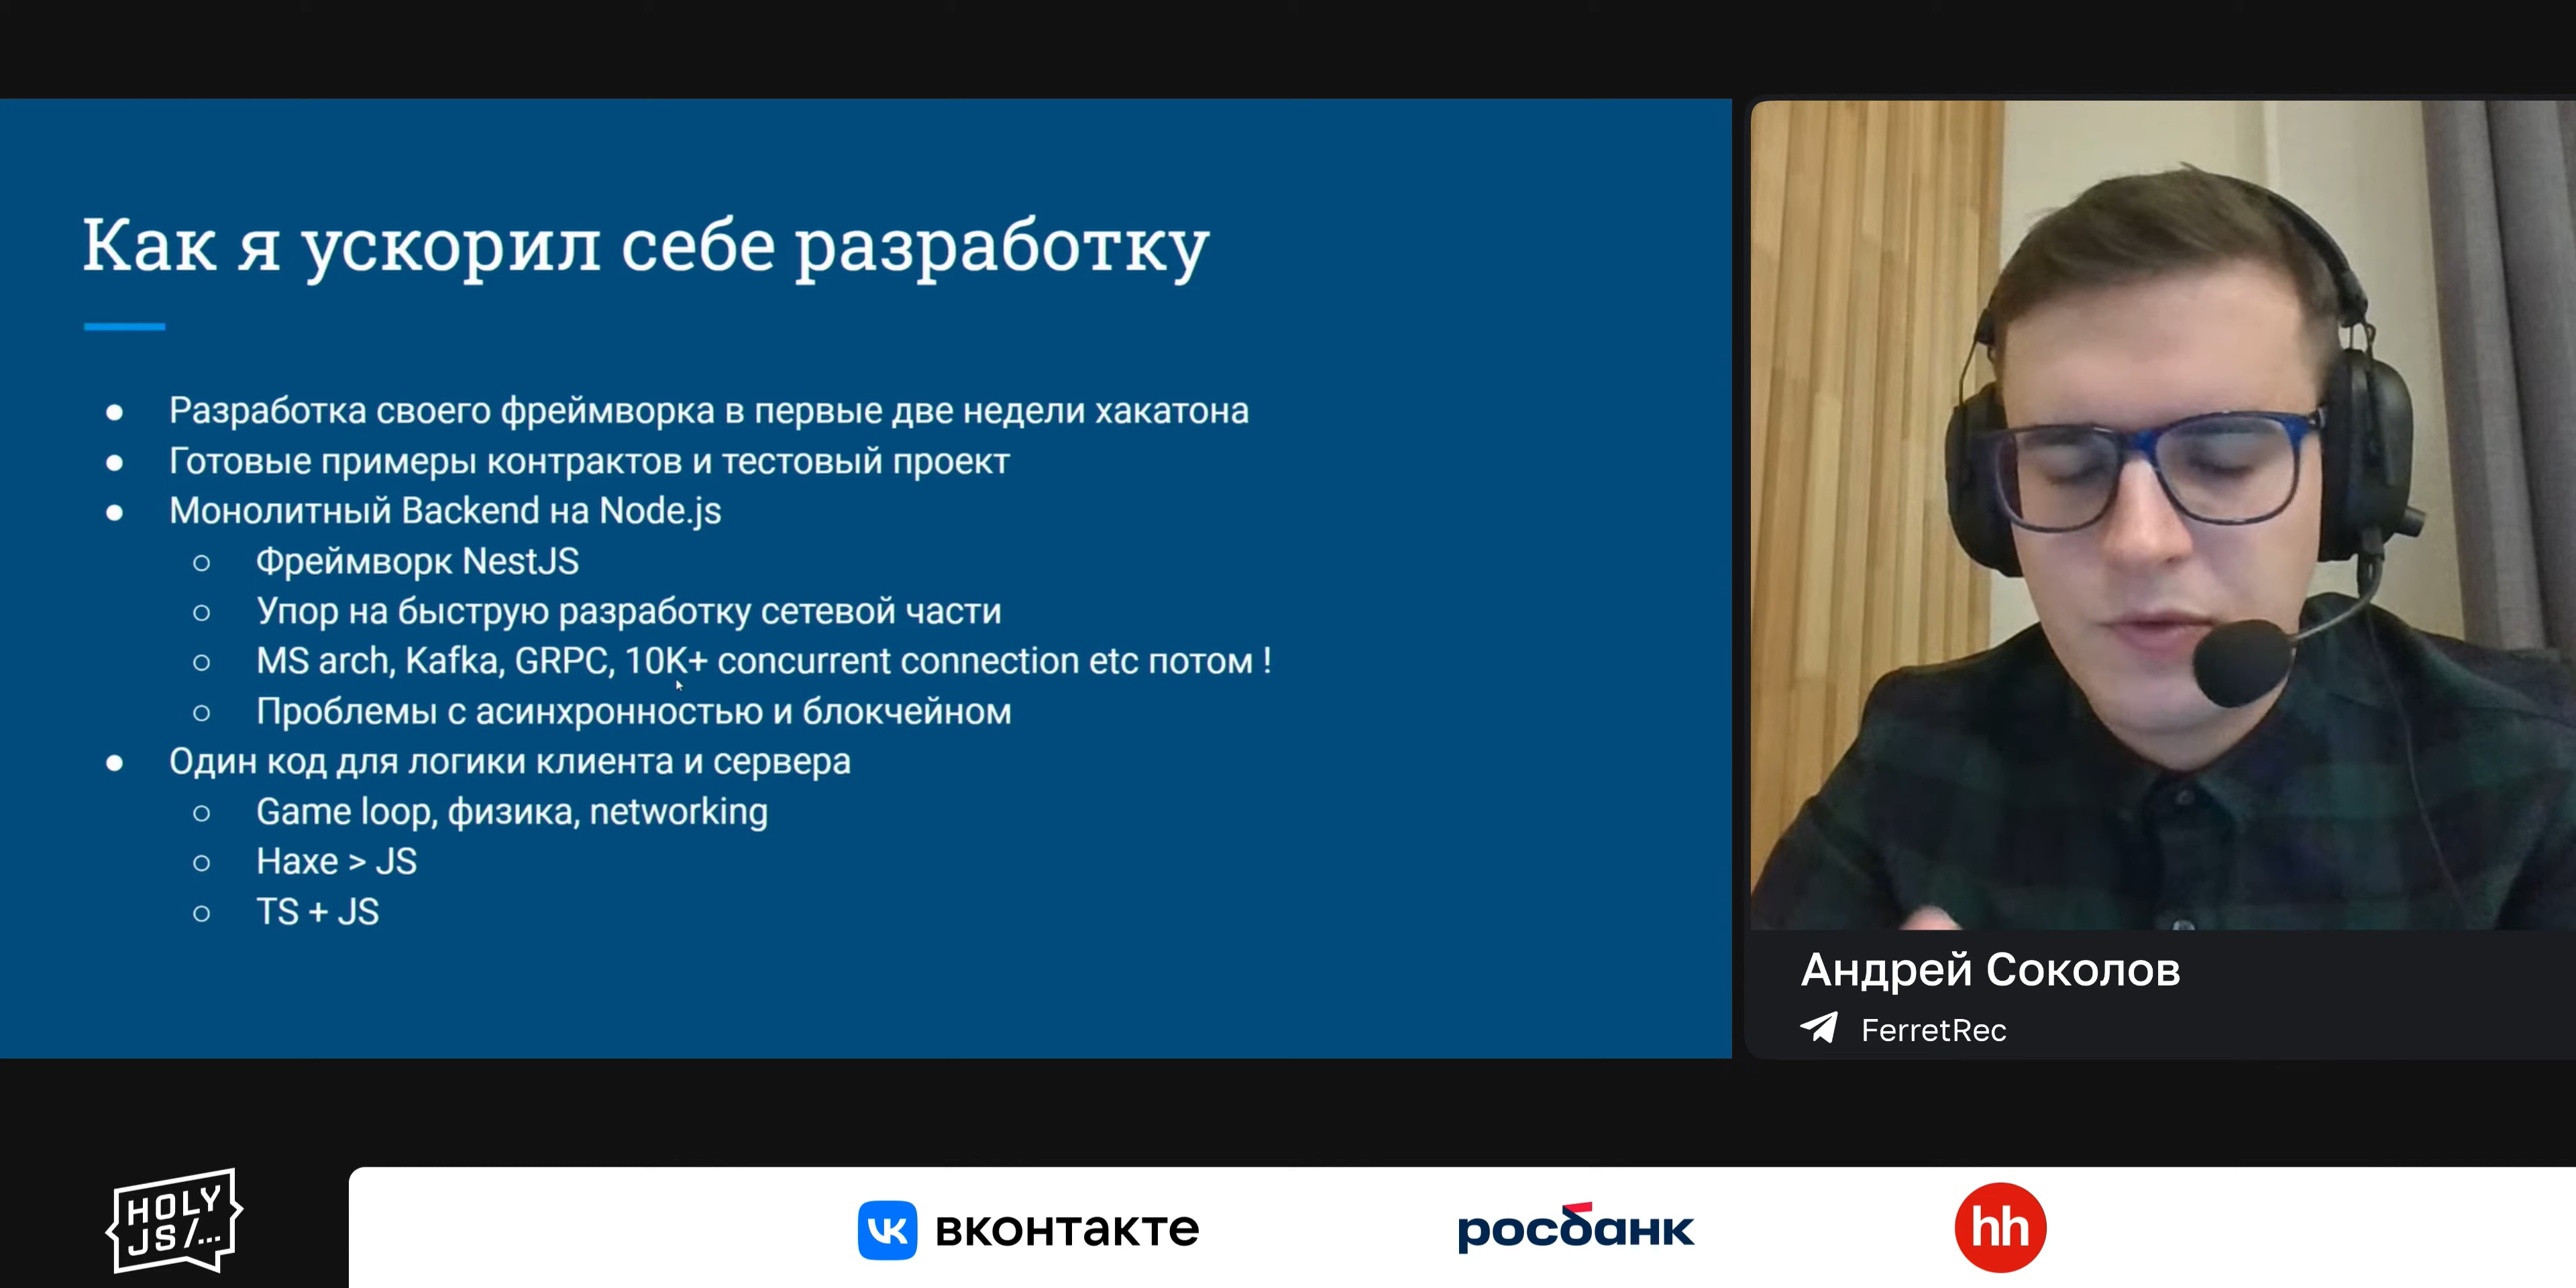 Как я ускорил себе разработку
● Разработка своего фреймворка в первые две недели хакатона
● Готовые примеры контрактов и тестовый проект
● Монолитный Backend на Node.js
○ Фреймворк NestJS
○ Упор на быструю разработку сетевой части
○ MS arch, Kafka, GRPC, 10K+ concurrent connection etc потом !
○ Проблемы с асинхронностью и блокчейном
● Один код для логики клиента и сервера
○ Game loop, физика, networking
○ Haxe > JS
○ TS + JS
Андрей Соколов
FerretRec
HOLY
JS/...
вконтакте
росбанк
hh